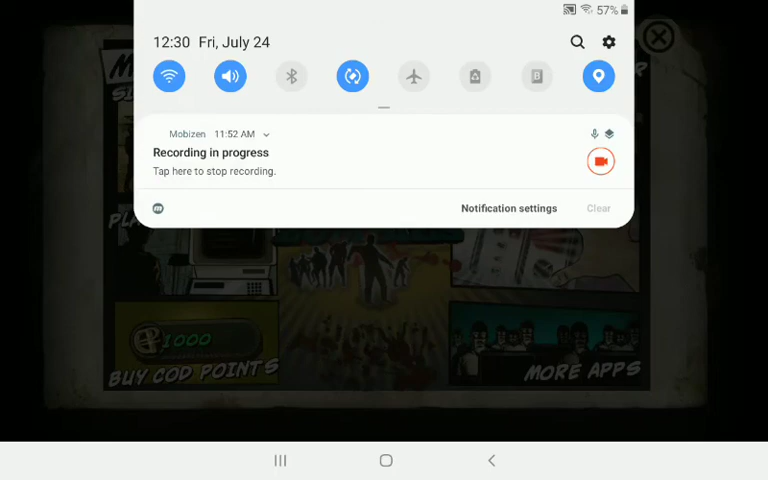 57%
12:30 Fri, July 24
Mobizen 11:52 AM
Recording in progress
Tap here to stop recording.
Notification settings Clear
1000
BUY COD POINTS
MORE APPS